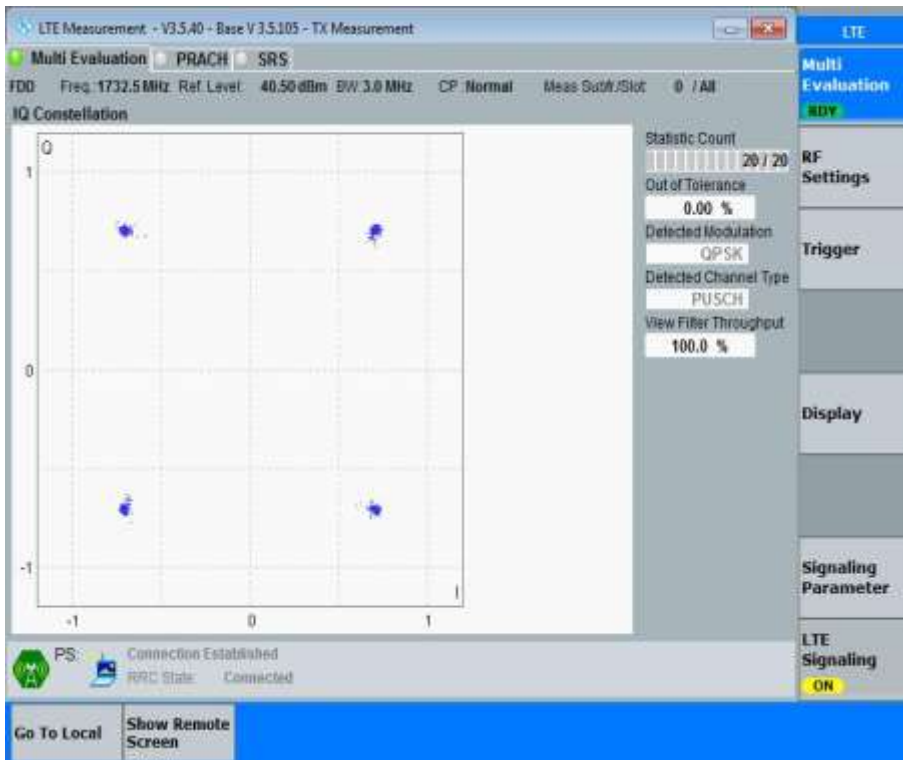 LTE Measurement - V3.5.40 - Base V 3.5.105 - TX Measurement
LTE
Multi Evaluation PRACH SRS
Multi
Evaluation
RDY
FDD Freq.:1732.5 MHz Ref. Level: 40.50 dBm BW: 3.0 MHz CP: Normal Meas Subfr./Slot: 0 / All
IQ Constellation
Q
1
0
-1
-1
0
1
I
Statistic Count
20 / 20
Out of Tolerance
0.00 %
Detected Modulation
QPSK
Detected Channel Type
PUSCH
View Filter Throughput
100.0 %
RF
Settings
Trigger
Display
Signaling
Parameter
LTE
Signaling
ON
PS:
Connection Established
RRC State: Connected
Go To Local
Show Remote
Screen